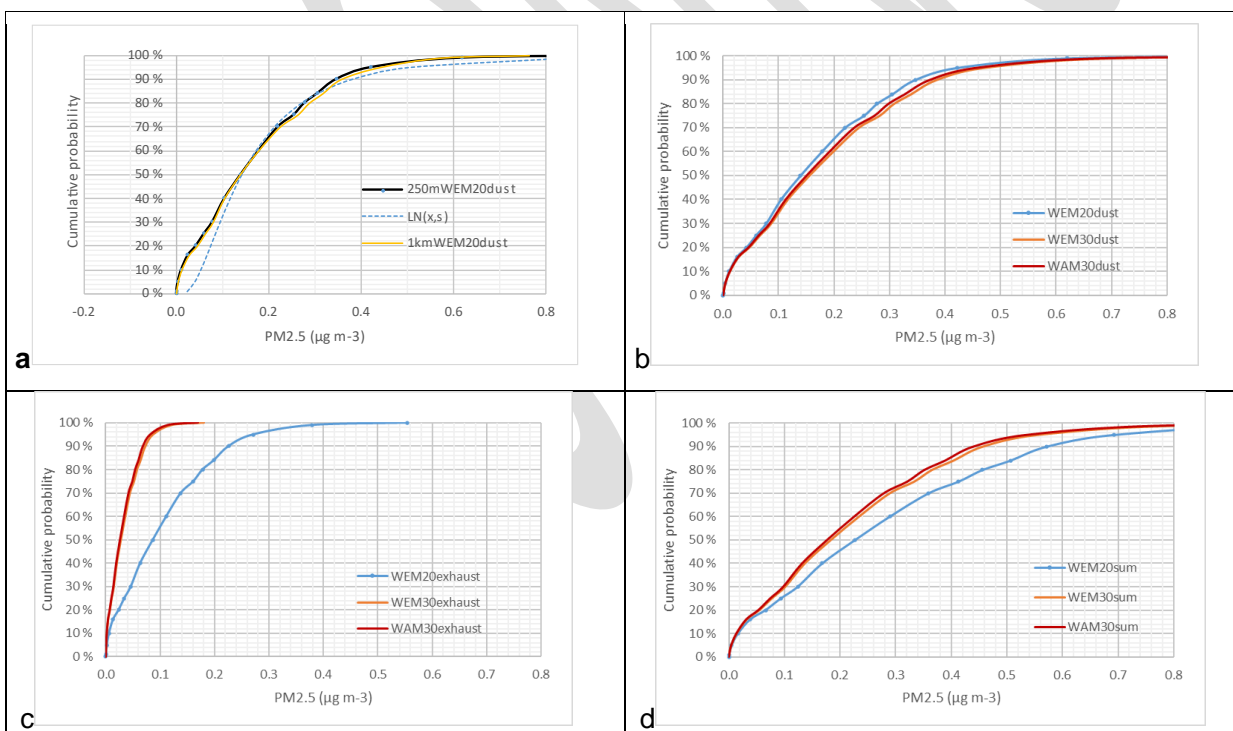 100 %
90 %
80 %
70 %
60 %
50 %
40 %
30 %
20 %
10 %
0 %
Cumulative probability
250mWEM20dust
LN(x,s)
1kmWEM20dust
-0.2 0.0 0.2 0.4 0.6 0.8
PM2.5 (µg m-3)
a
100 %
90 %
80 %
70 %
60 %
50 %
40 %
30 %
20 %
10 %
0 %
Cumulative probability
WEM20dust
WEM30dust
WAM30dust
0.0 0.1 0.2 0.3 0.4 0.5 0.6 0.7 0.8
PM2.5 (µg m-3)
b
100 %
90 %
80 %
70 %
60 %
50 %
40 %
30 %
20 %
10 %
0 %
Cumulative probability
WEM20exhaust
WEM30exhaust
WAM30exhaust
0.0 0.1 0.2 0.3 0.4 0.5 0.6 0.7 0.8
PM2.5 (µg m-3)
c
100 %
90 %
80 %
70 %
60 %
50 %
40 %
30 %
20 %
10 %
0 %
Cumulative probability
WEM20sum
WEM30sum
WAM30sum
0.0 0.1 0.2 0.3 0.4 0.5 0.6 0.7 0.8
PM2.5 (µg m-3)
d